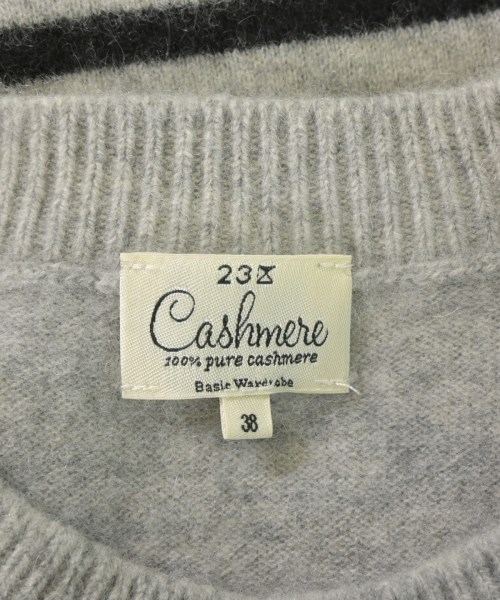 23区
Cashmere
100% pure cashmere
Basic Wardrobe
38